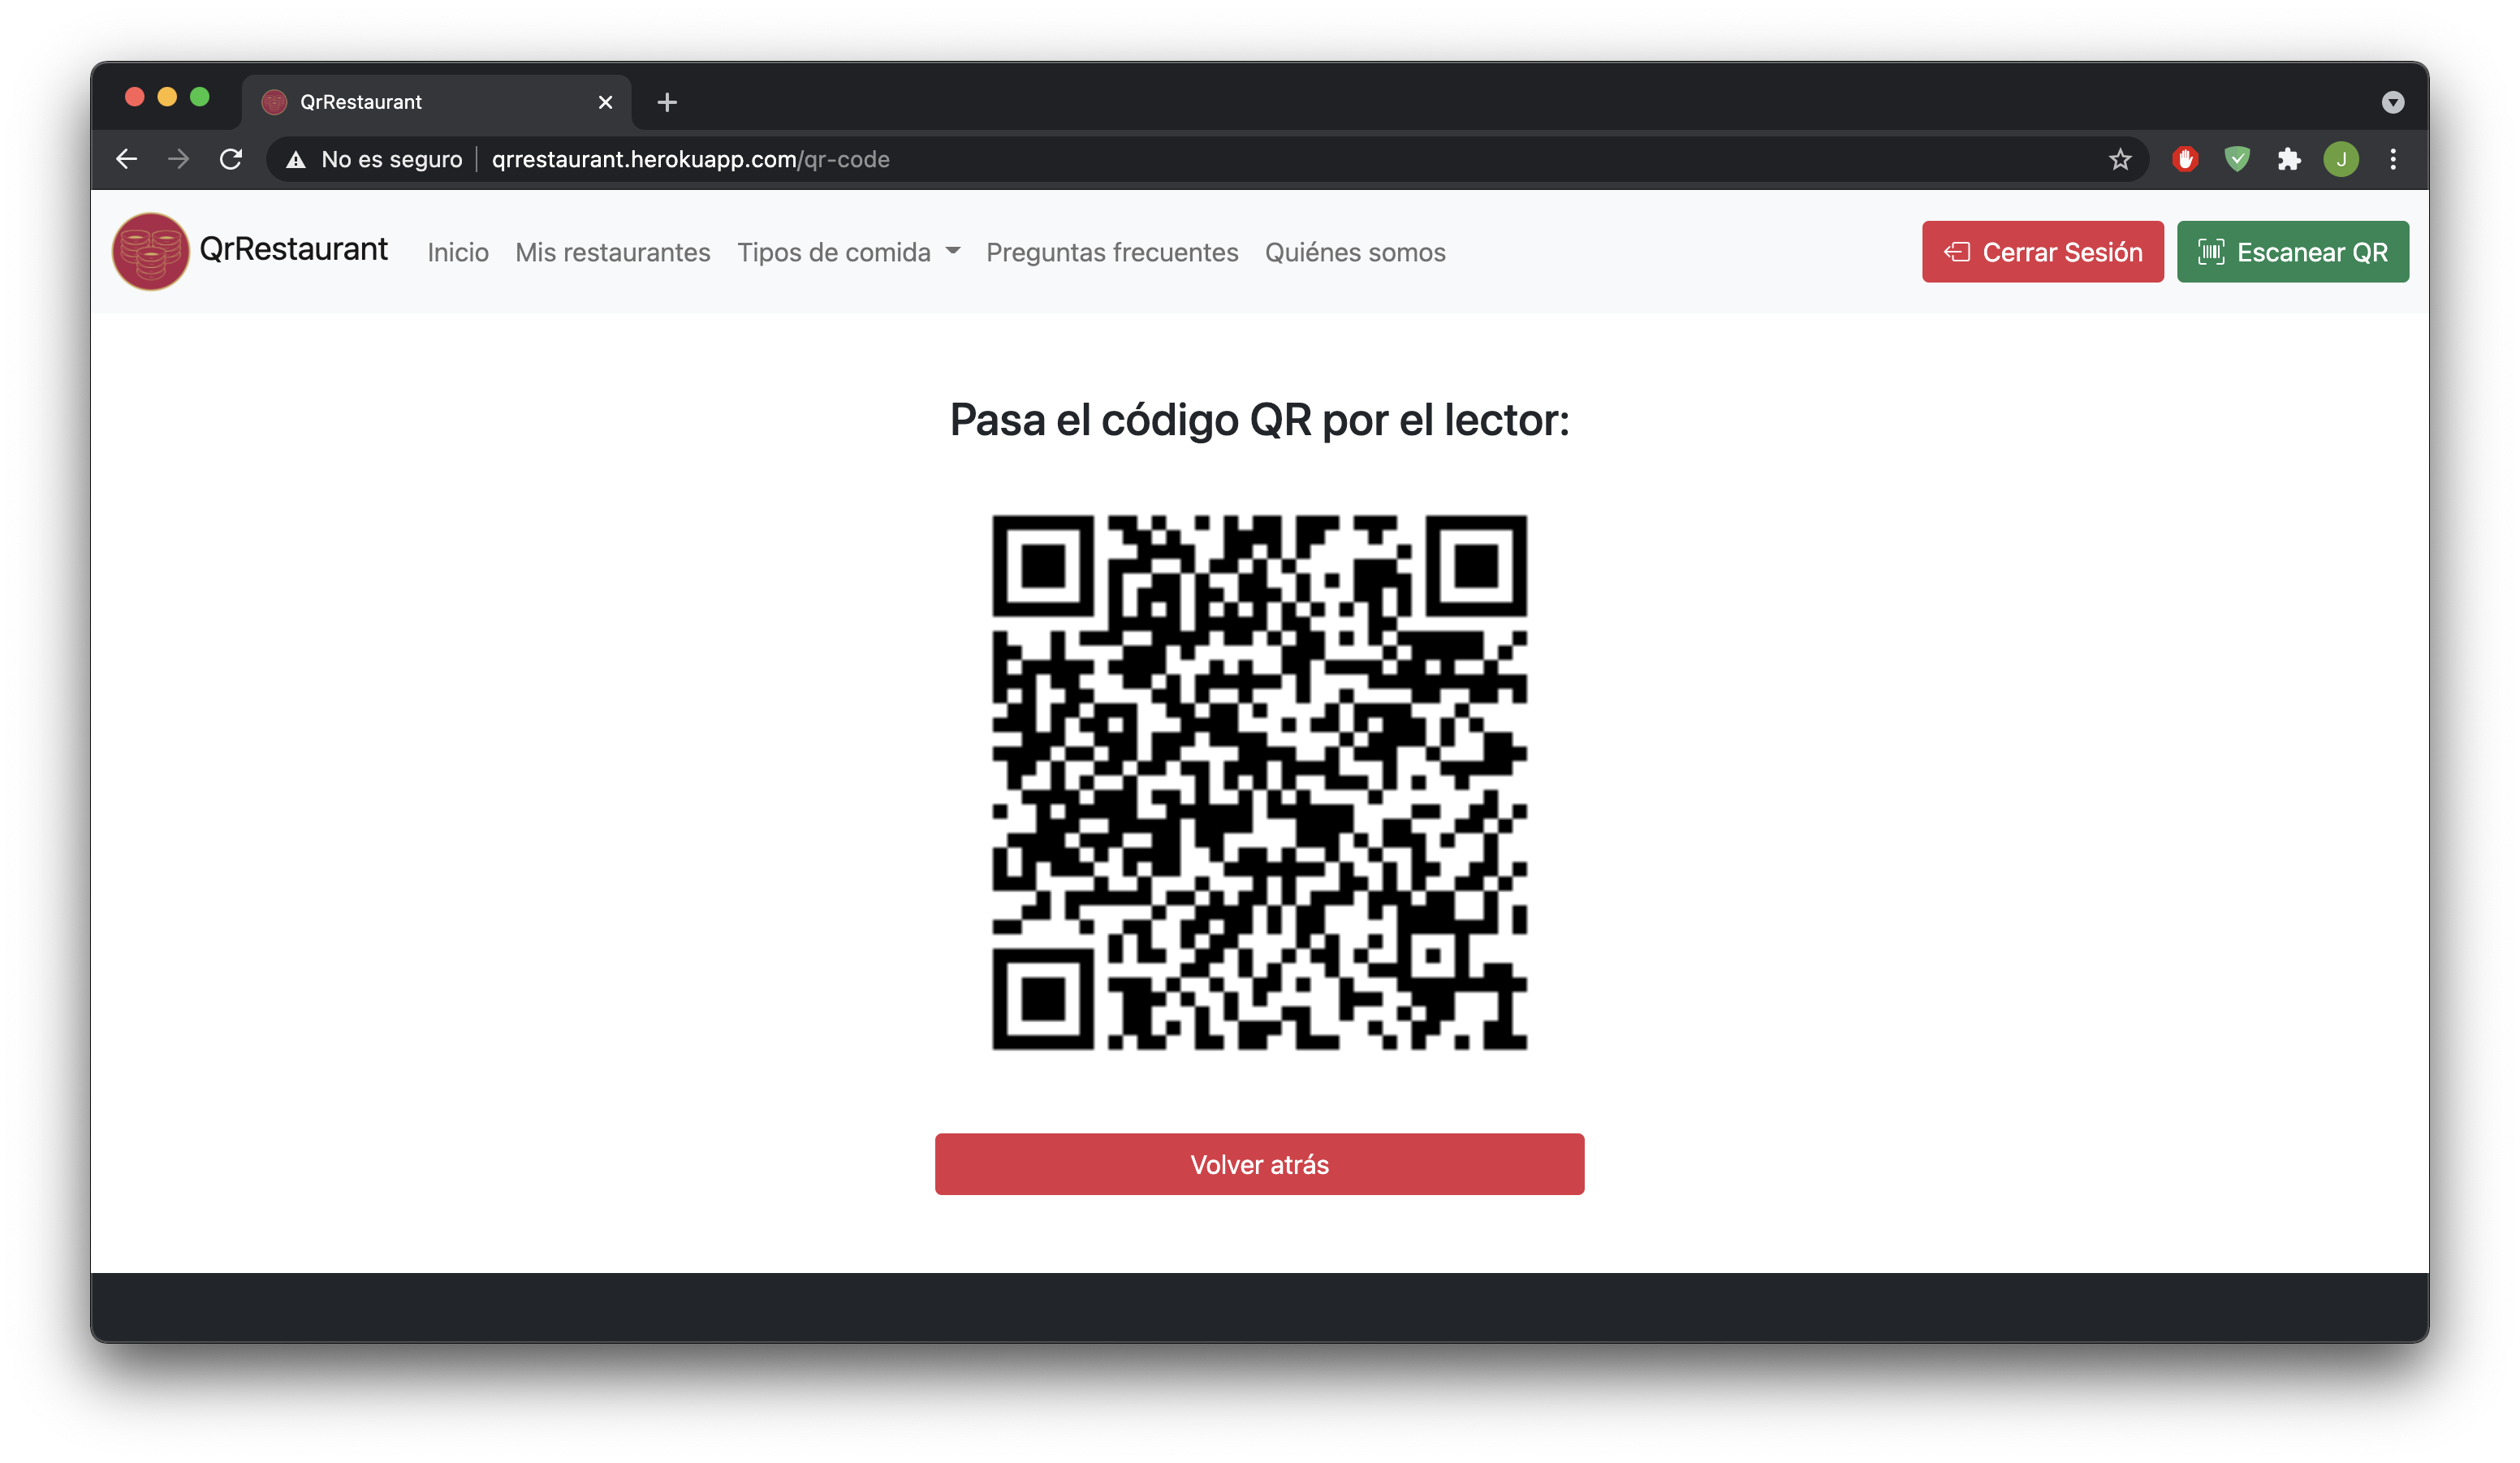 QrRestaurant
No es seguro qrrestaurant.herokuapp.com/qr-code
J
QrRestaurant Inicio Mis restaurantes Tipos de comida Preguntas frecuentes Quiénes somos Cerrar Sesión Escanear QR
Pasa el código QR por el lector:
Volver atrás